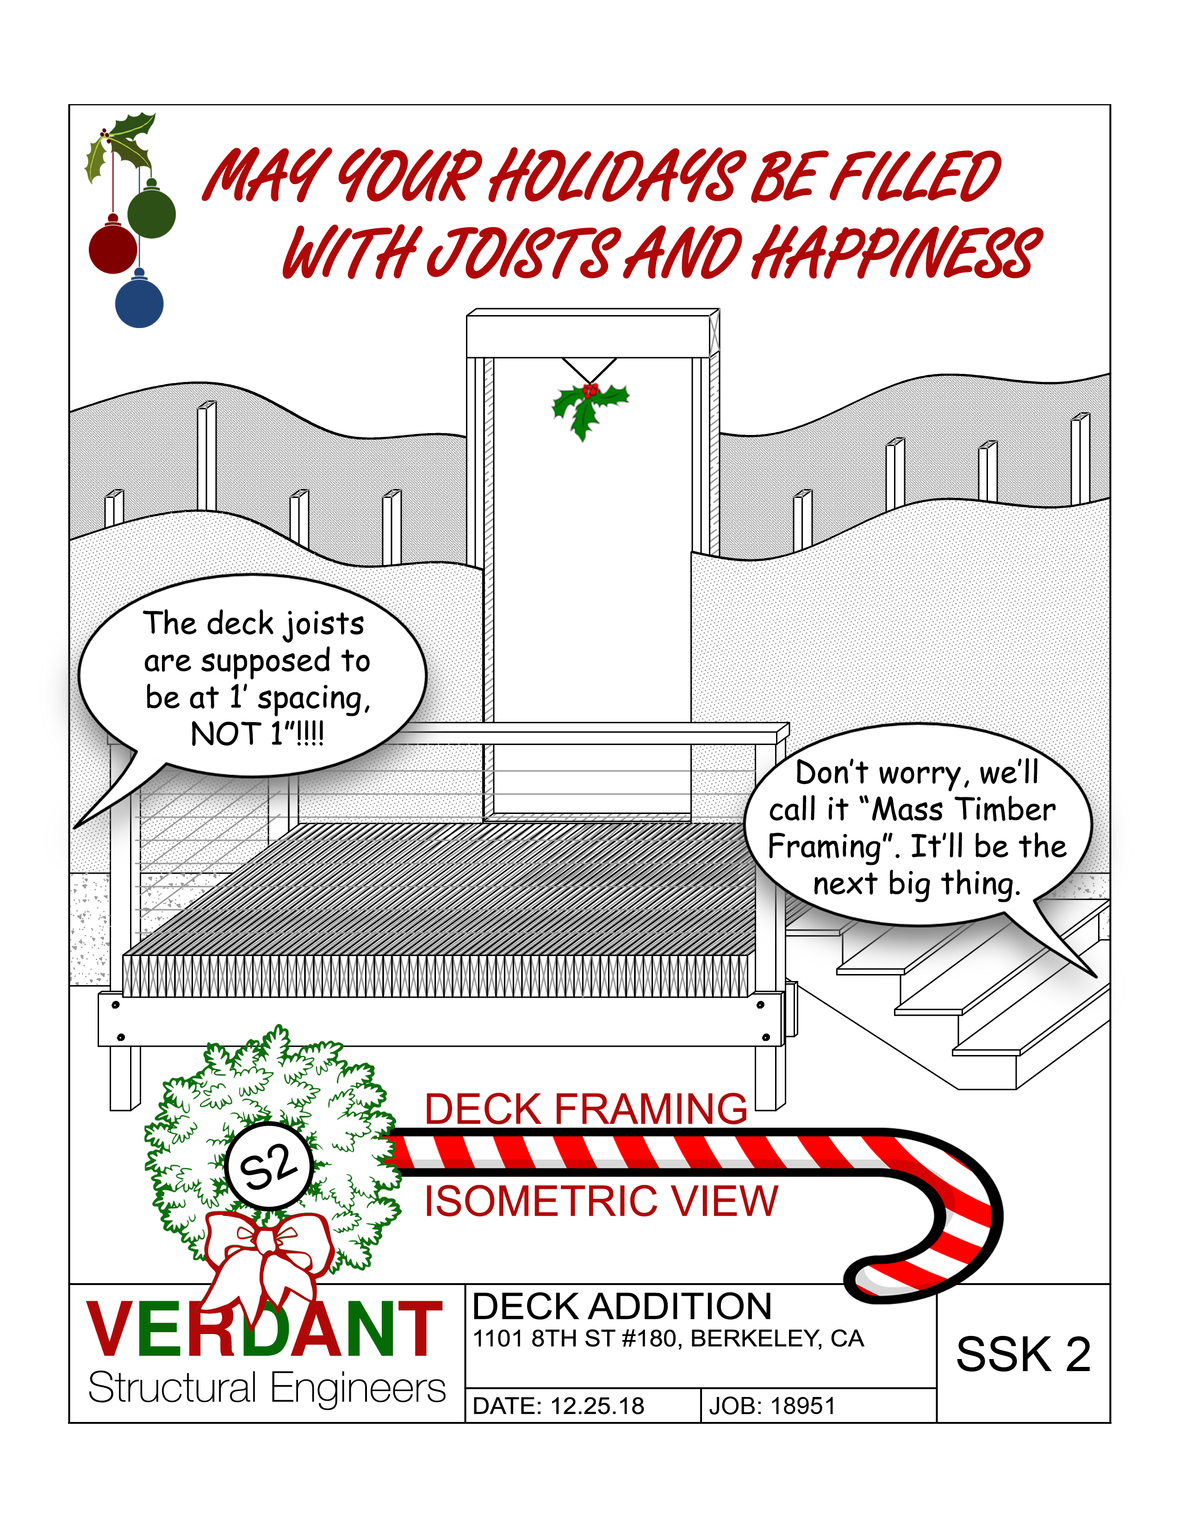 MAY YOUR HOLIDAYS BE FILLED
WITH JOISTS AND HAPPINESS
The deck joists
are supposed to
be at 1' spacing,
NOT 1"!!!!
Don't worry, we'll
call it “Mass Timber
Framing”. It'll be the
next big thing.
DECK FRAMING
S2
ISOMETRIC VIEW
VERDANT
Structural Engineers
DECK ADDITION
1101 8TH ST #180, BERKELEY, CA
DATE: 12.25.18
JOB: 18951
SSK 2